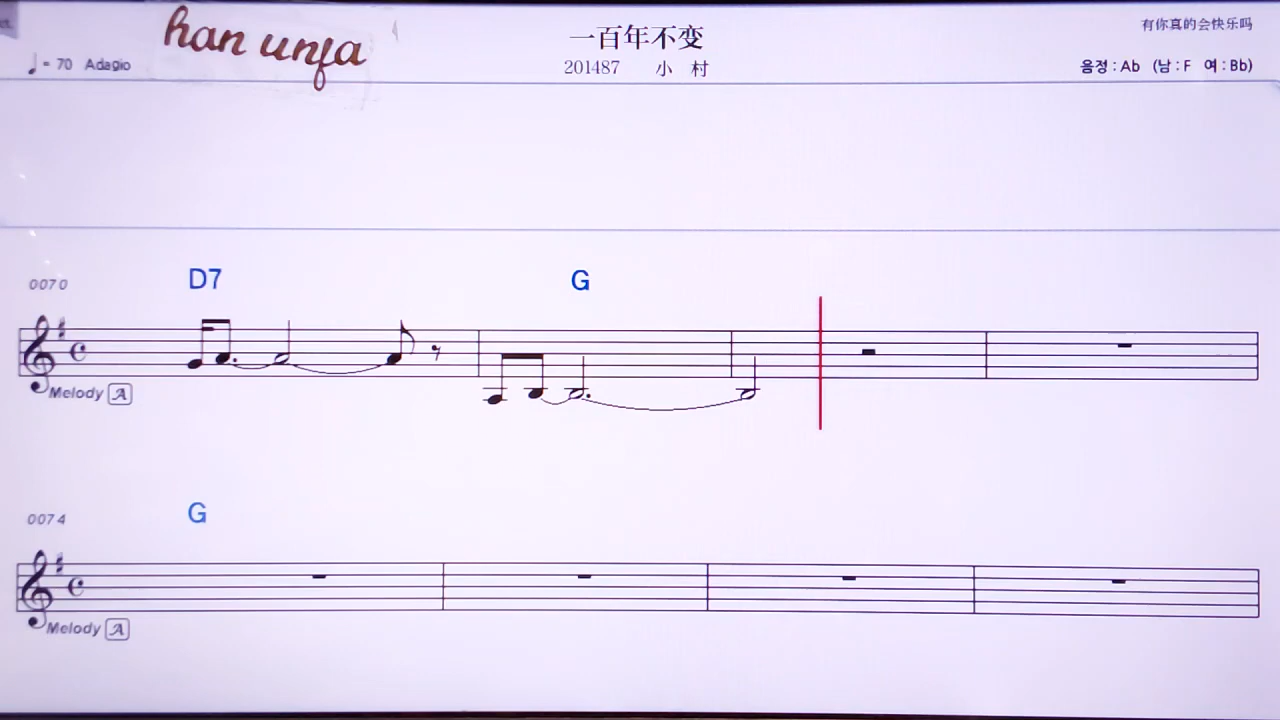 han unfa
一百年不变
有你真的会快乐吗
♩= 70 Adagio
201487 小 村
음정 : Ab (남 : F 여 : Bb)
0070
D7 G
Melody A
0074
G
Melody A